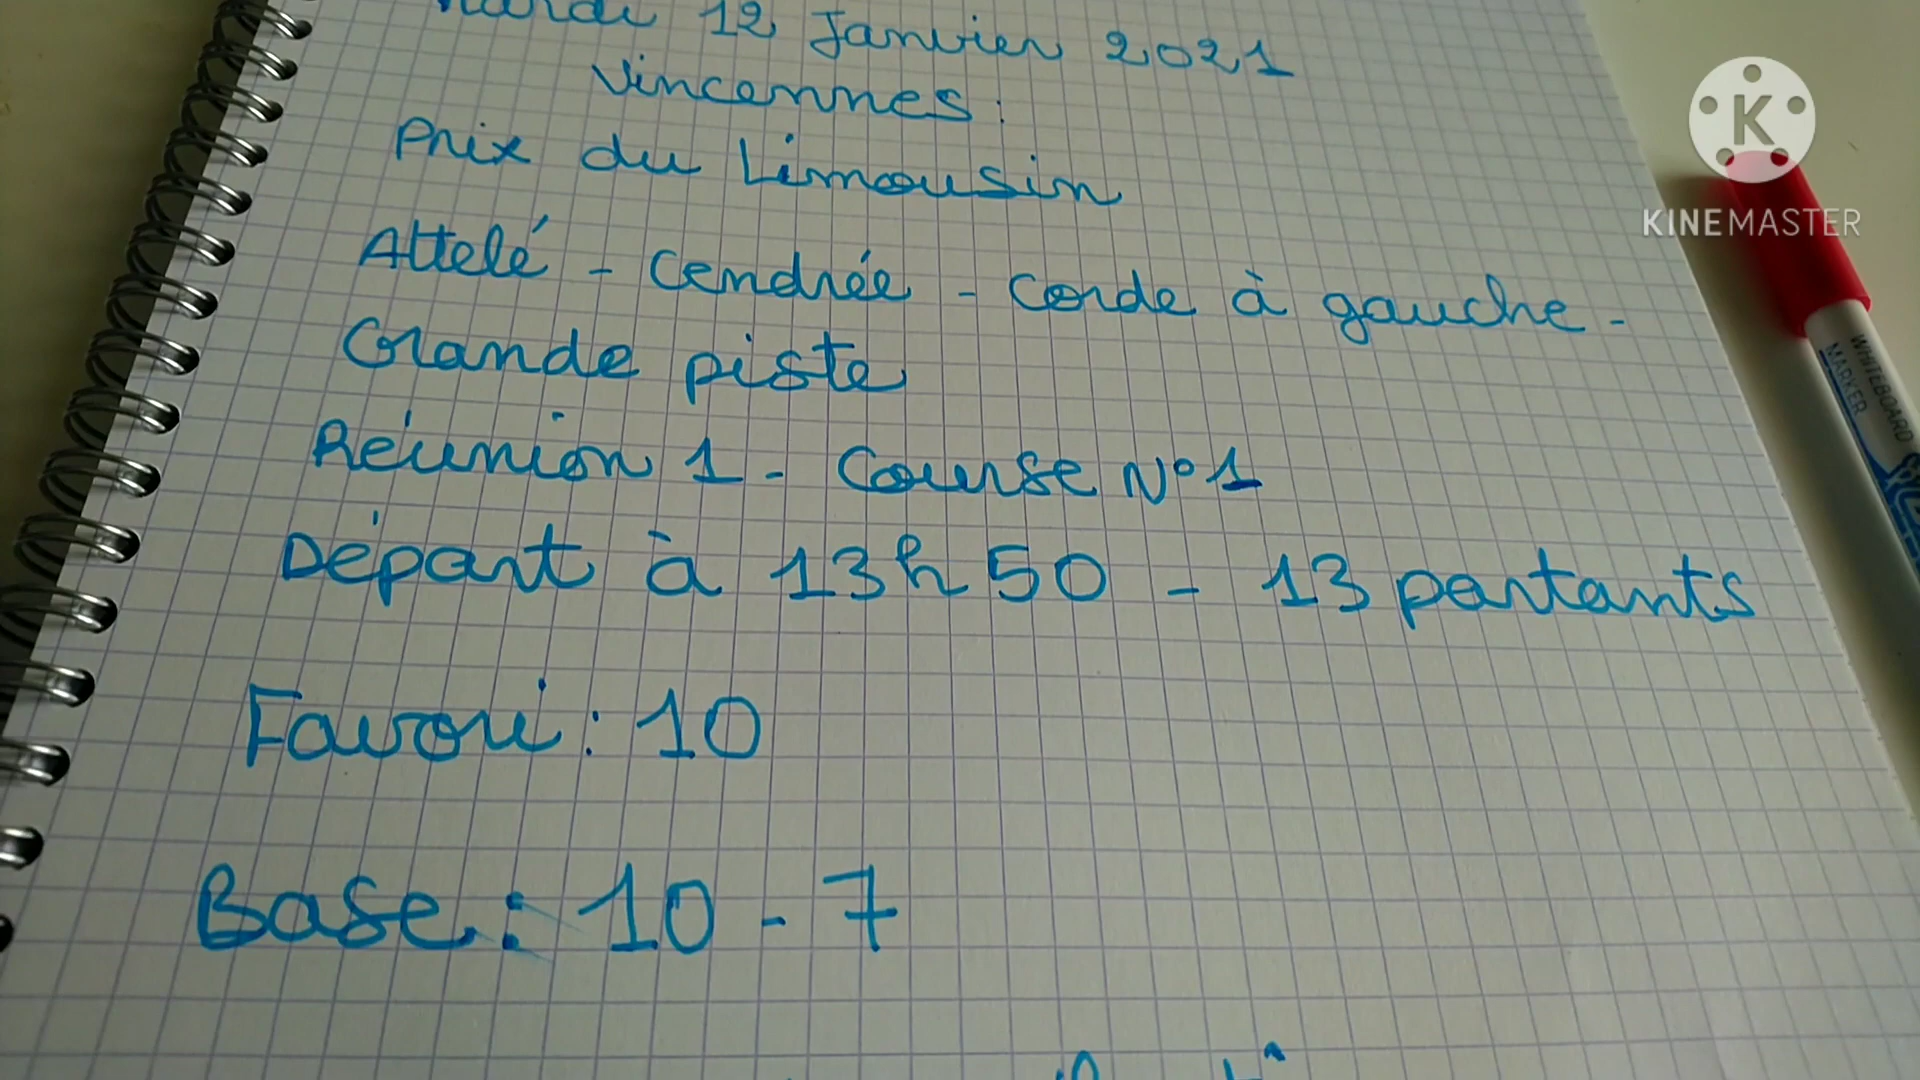 Mardi 12 Janvier 2021
Vincennes:
Prix du Limousin
Attelé - Cendrée - Corde à gauche -
Grande piste
Réunion 1 - Course N°1
Départ à 13h50 - 13 partants
Favori : 10
Base : 10 - 7
K
KINEMASTER
WHITEBOARD
MARKER